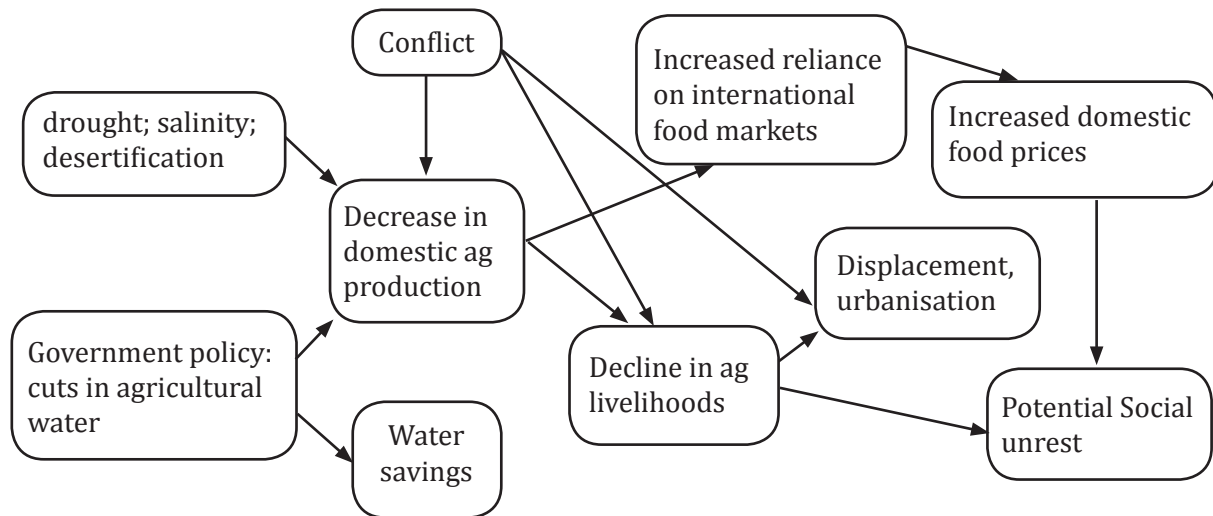 Conflict
Increased reliance
on international
food markets
drought; salinity;
desertification
Increased domestic
food prices
Decrease in
domestic ag
production
Displacement,
urbanisation
Government policy:
cuts in agricultural
water
Decline in ag
livelihoods
Potential Social
unrest
Water
savings